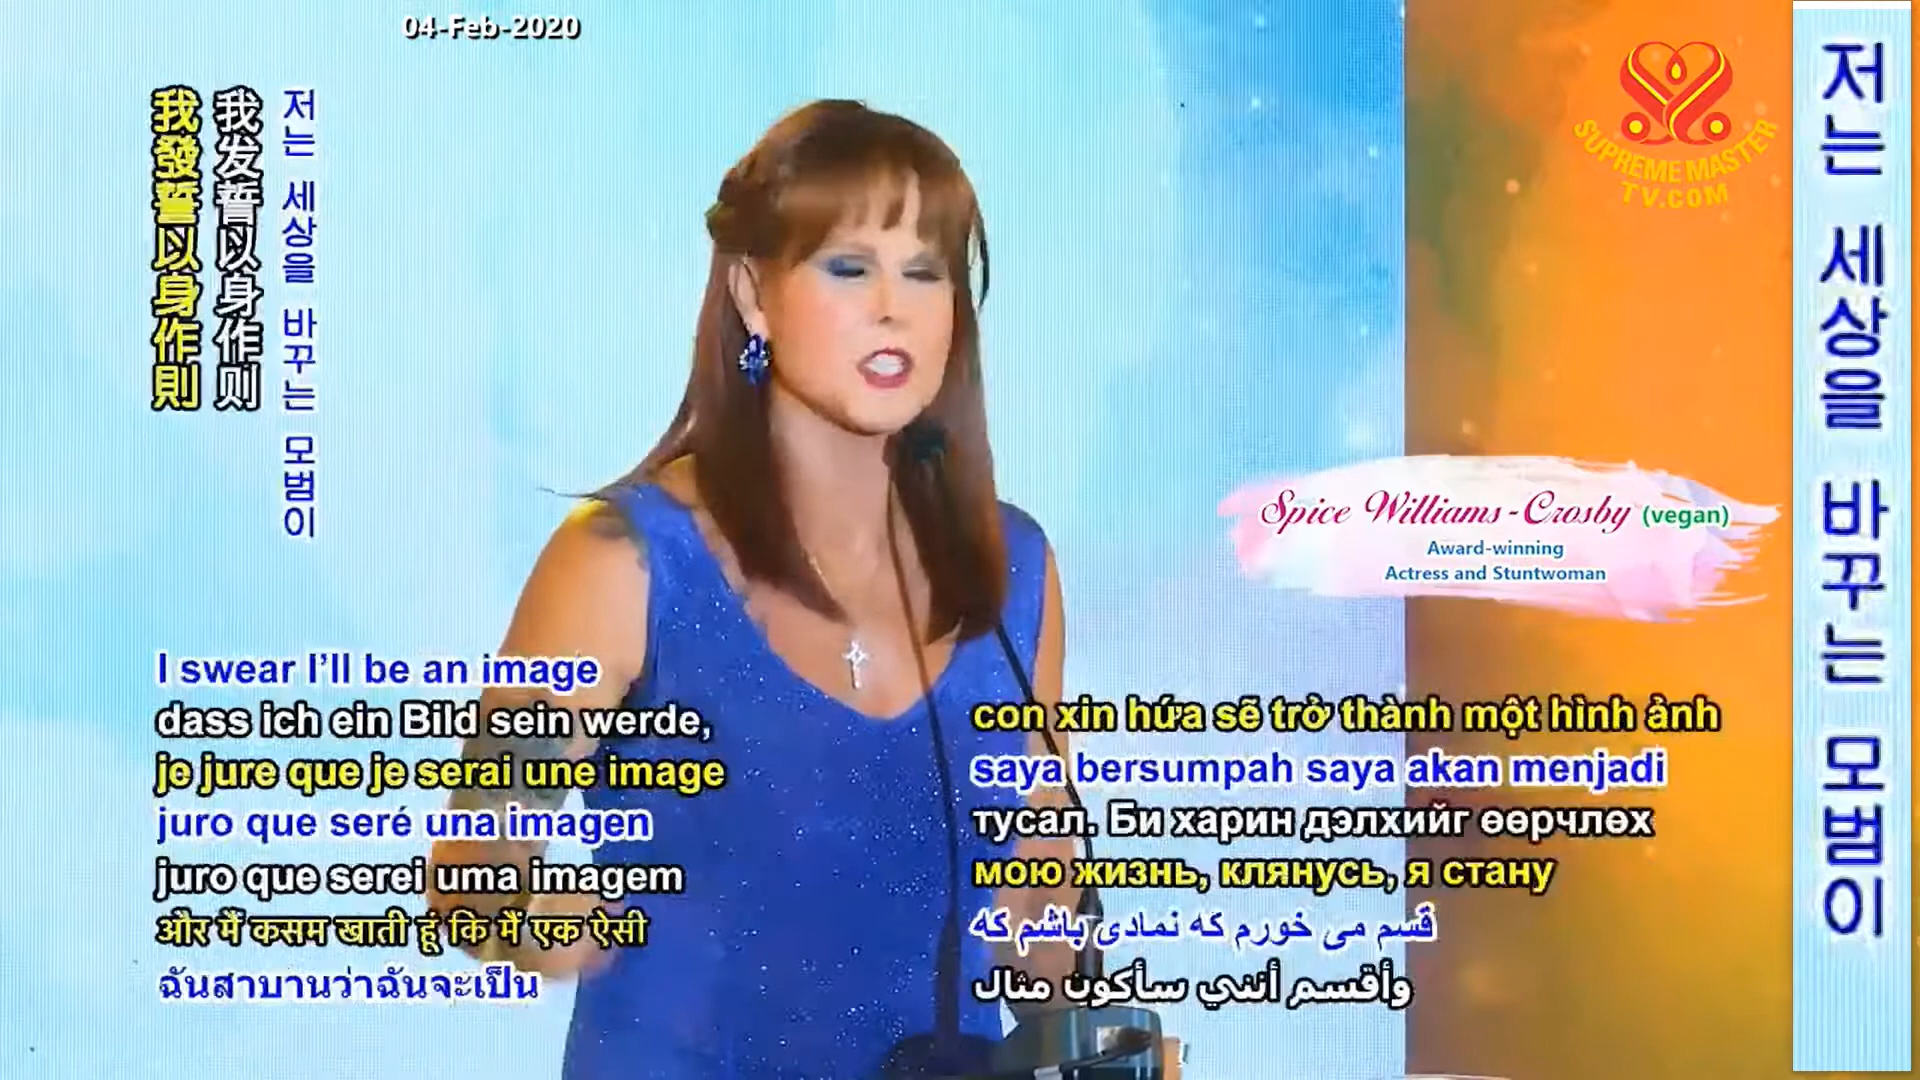 04-Feb-2020
SUPREME MASTER
TV.COM
我發誓以身作則
我发誓以身作则
저는 세상을 바꾸는 모범이
저는 세상을 바꾸는 모범이
Spice Williams-Crosby (vegan)
Award-winning
Actress and Stuntwoman
I swear I’ll be an image
dass ich ein Bild sein werde,
je jure que je serai une image
juro que seré una imagen
juro que serei uma imagem
और मैं कसम खाती हूं कि मैं एक ऐसी
ฉันสาบานว่าฉันจะเป็น
con xin hứa sẽ trở thành một hình ảnh
saya bersumpah saya akan menjadi
тусал. Би харин дэлхийг өөрчлөх
мою жизнь, клянусь, я стану
قسم می خورم که نمادی باشم که
وأقسم أنني سأكون مثال